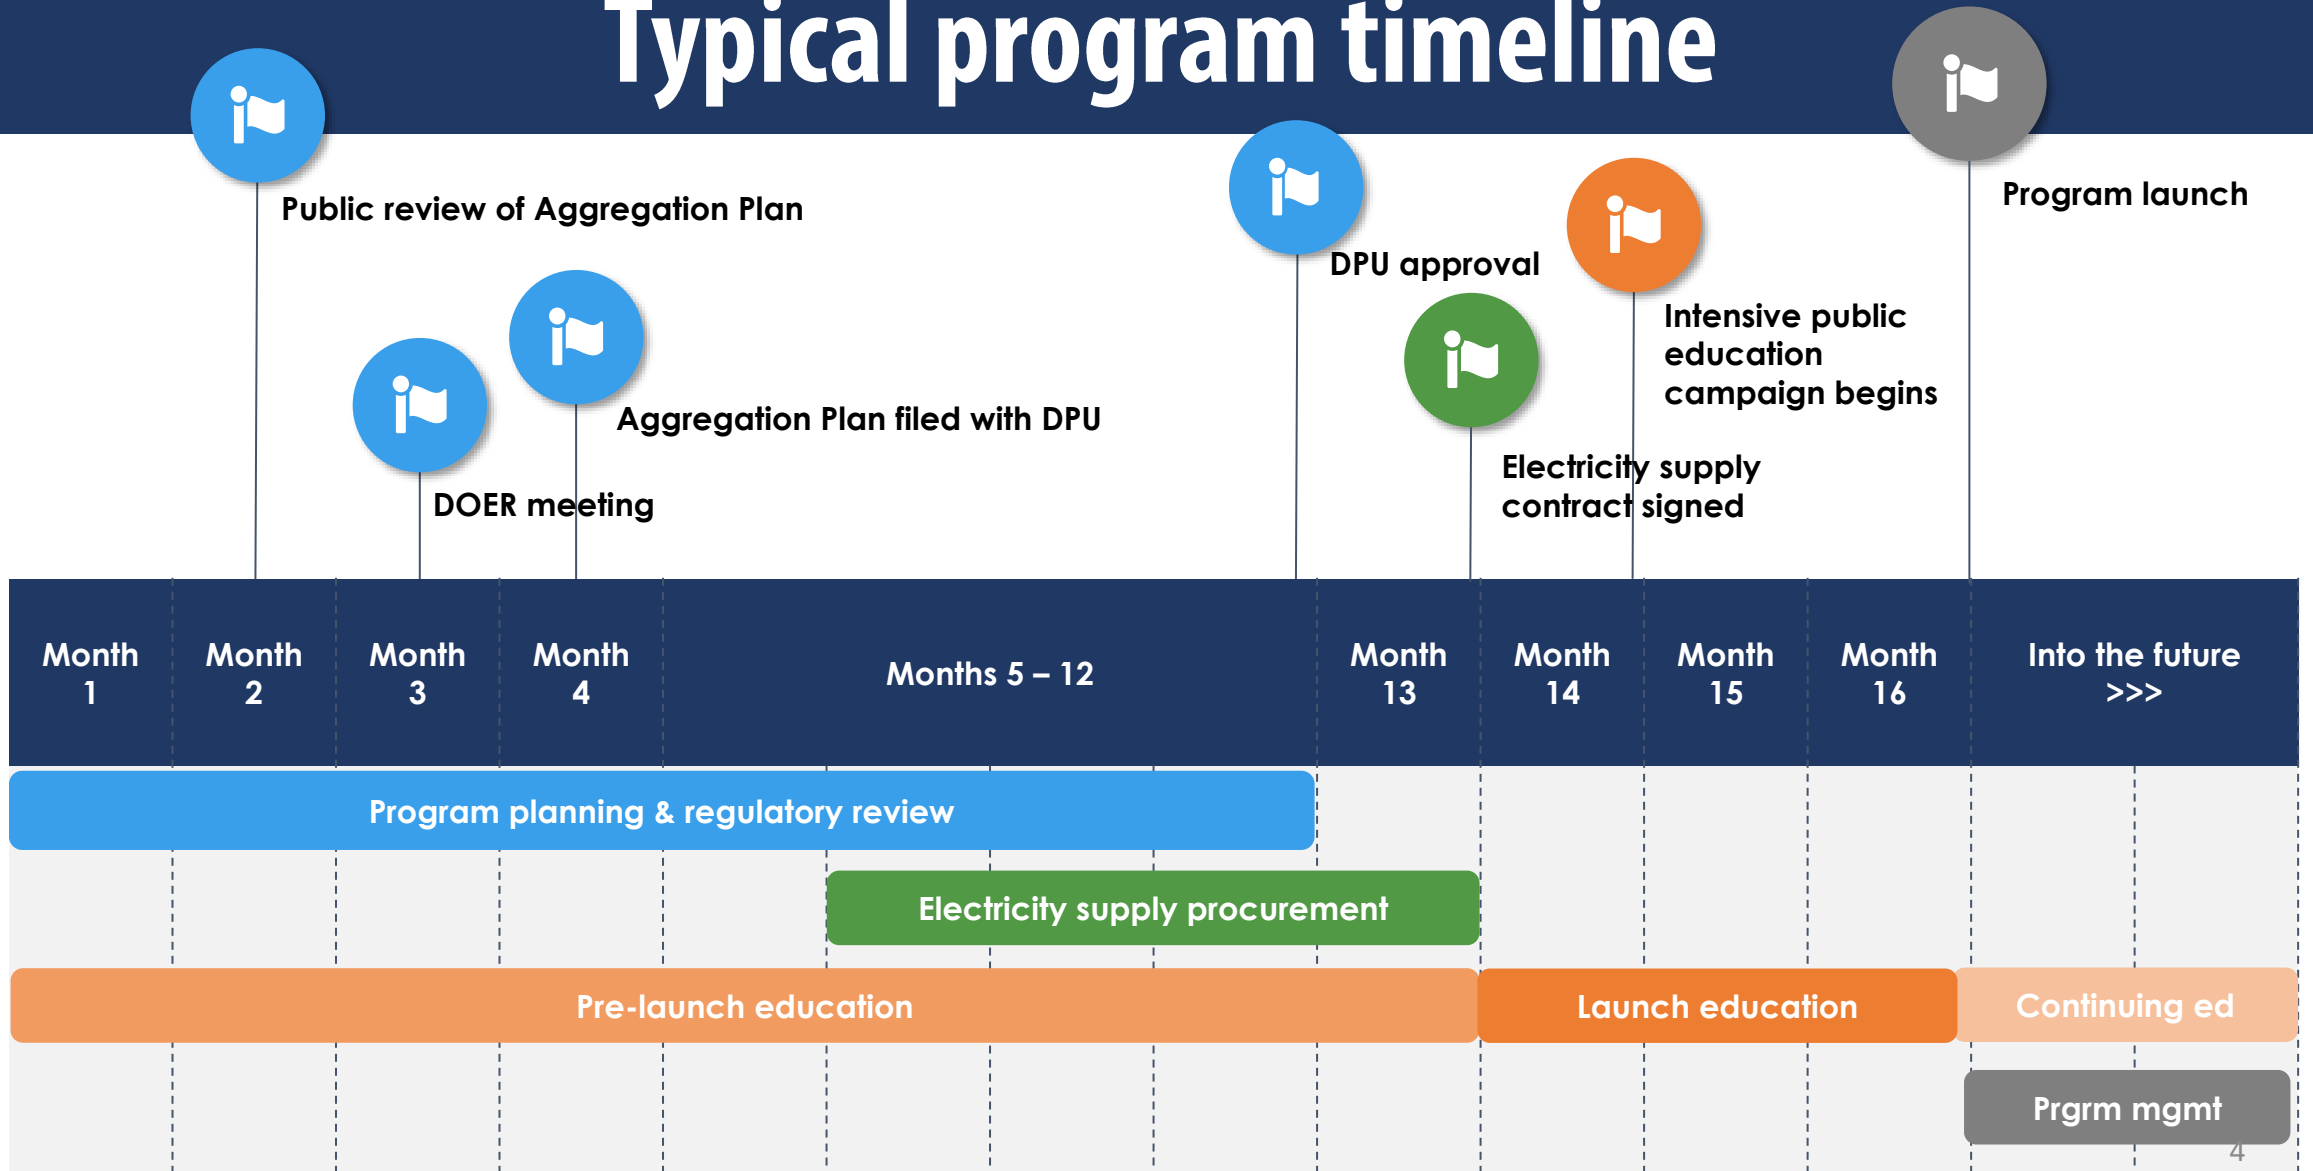 Typical program timeline
Public review of Aggregation Plan
DOER meeting
Aggregation Plan filed with DPU
DPU approval
Electricity supply
contract signed
Intensive public
education
campaign begins
Program launch
Month
1
Month
2
Month
3
Month
4
Months 5 – 12
Month
13
Month
14
Month
15
Month
16
Into the future
>>>
Program planning & regulatory review
Electricity supply procurement
Pre-launch education
Launch education
Continuing ed
Prgrm mgmt
4